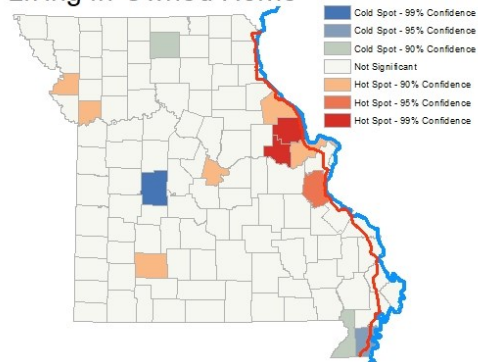 Living in Owned Home
Cold Spot - 99% Confidence
Cold Spot - 95% Confidence
Cold Spot - 90% Confidence
Not Significant
Hot Spot - 90% Confidence
Hot Spot - 95% Confidence
Hot Spot - 99% Confidence